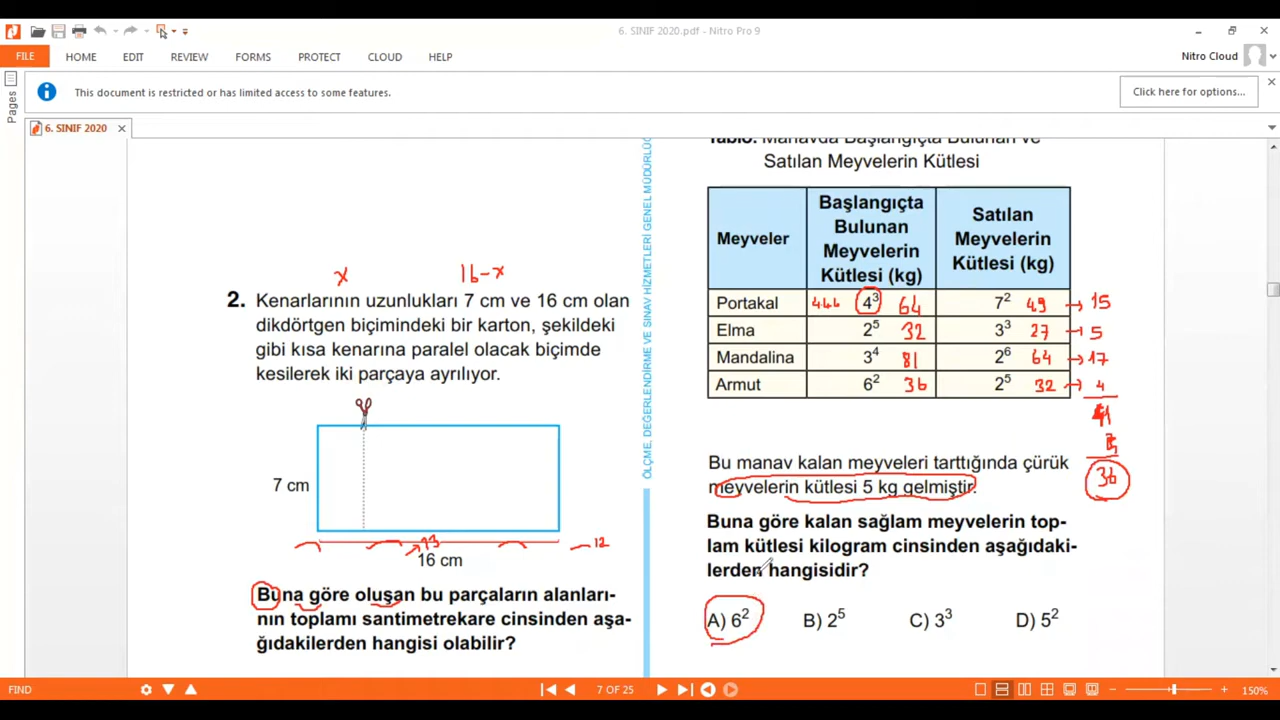 6. SINIF 2020.pdf - Nitro Pro 9
FILE HOME EDIT REVIEW FORMS PROTECT CLOUD HELP
Nitro Cloud
This document is restricted or has limited access to some features.
Click here for options...
Pages
6. SINIF 2020
x 16-x
2. Kenarlarının uzunlukları 7 cm ve 16 cm olan
dikdörtgen biçimindeki bir karton, şekildeki
gibi kısa kenarına paralel olacak biçimde
kesilerek iki parçaya ayrılıyor.
7 cm
16 cm
12
Buna göre oluşan bu parçaların alanları-
nın toplamı santimetrekare cinsinden aşa-
ğıdakilerden hangisi olabilir?
ÖLÇME, DEĞERLENDİRME VE SINAV HİZMETLERİ GENEL MÜDÜRLÜĞ
Tablo: Manavda Başlangıçta Bulunan ve
Satılan Meyvelerin Kütlesi
Meyveler
Başlangıçta
Bulunan
Meyvelerin
Kütlesi (kg)
Satılan
Meyvelerin
Kütlesi (kg)
Portakal 4³ 64 7² 49 → 15
Elma 2⁵ 32 3³ 27 → 5
Mandalina 3⁴ 81 2⁶ 64 → 17
Armut 6² 36 2⁵ 32 → 4
36
Bu manav kalan meyveleri tarttığında çürük
meyvelerin kütlesi 5 kg gelmiştir.
Buna göre kalan sağlam meyvelerin top-
lam kütlesi kilogram cinsinden aşağıdaki-
lerden hangisidir?
A) 6² B) 2⁵ C) 3³ D) 5²
FIND
7 OF 25
150%